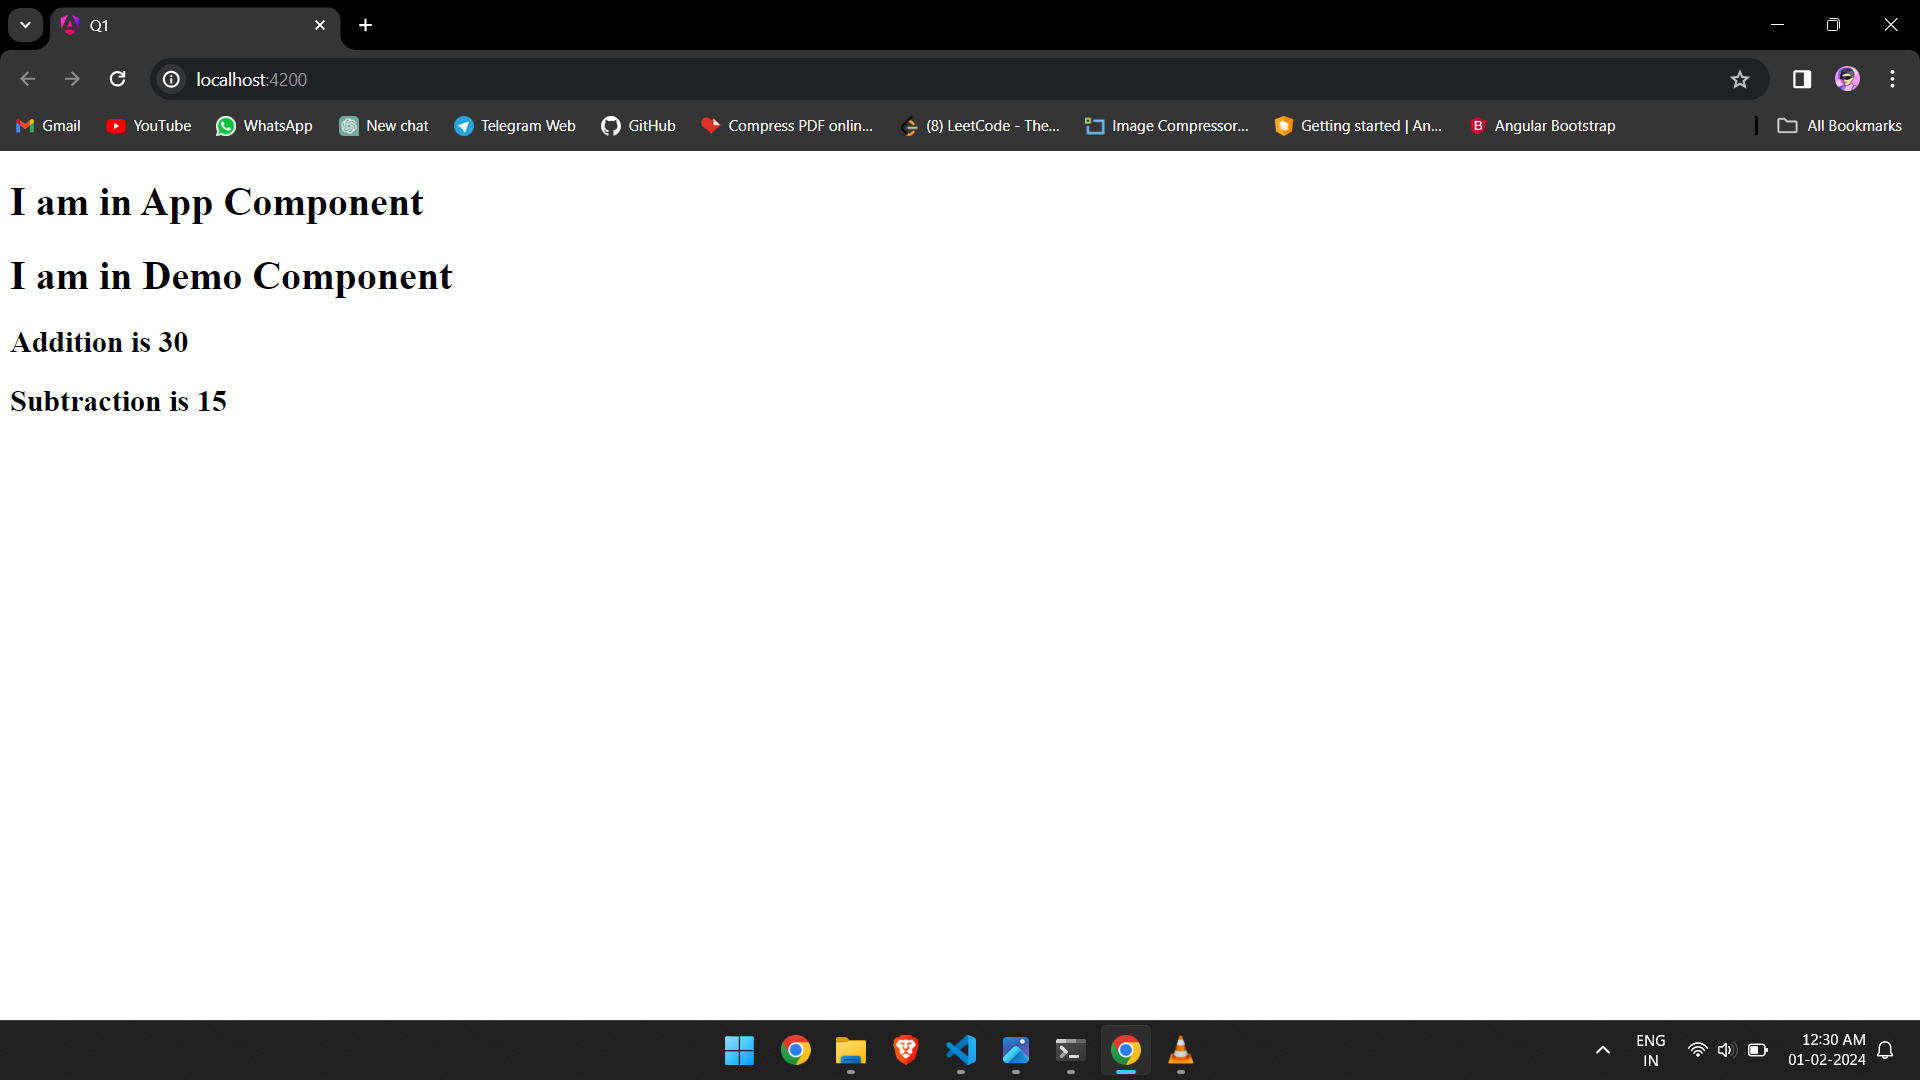 Q1
localhost:4200
Gmail YouTube WhatsApp New chat Telegram Web GitHub Compress PDF onlin... (8) LeetCode - The... Image Compressor... Getting started | An... B Angular Bootstrap All Bookmarks
I am in App Component
I am in Demo Component
Addition is 30
Subtraction is 15
ENG
IN
12:30 AM
01-02-2024